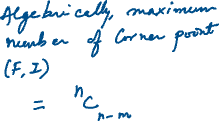 Algebrically, maximum
number of Corner point
(F, I)
= nCn-m